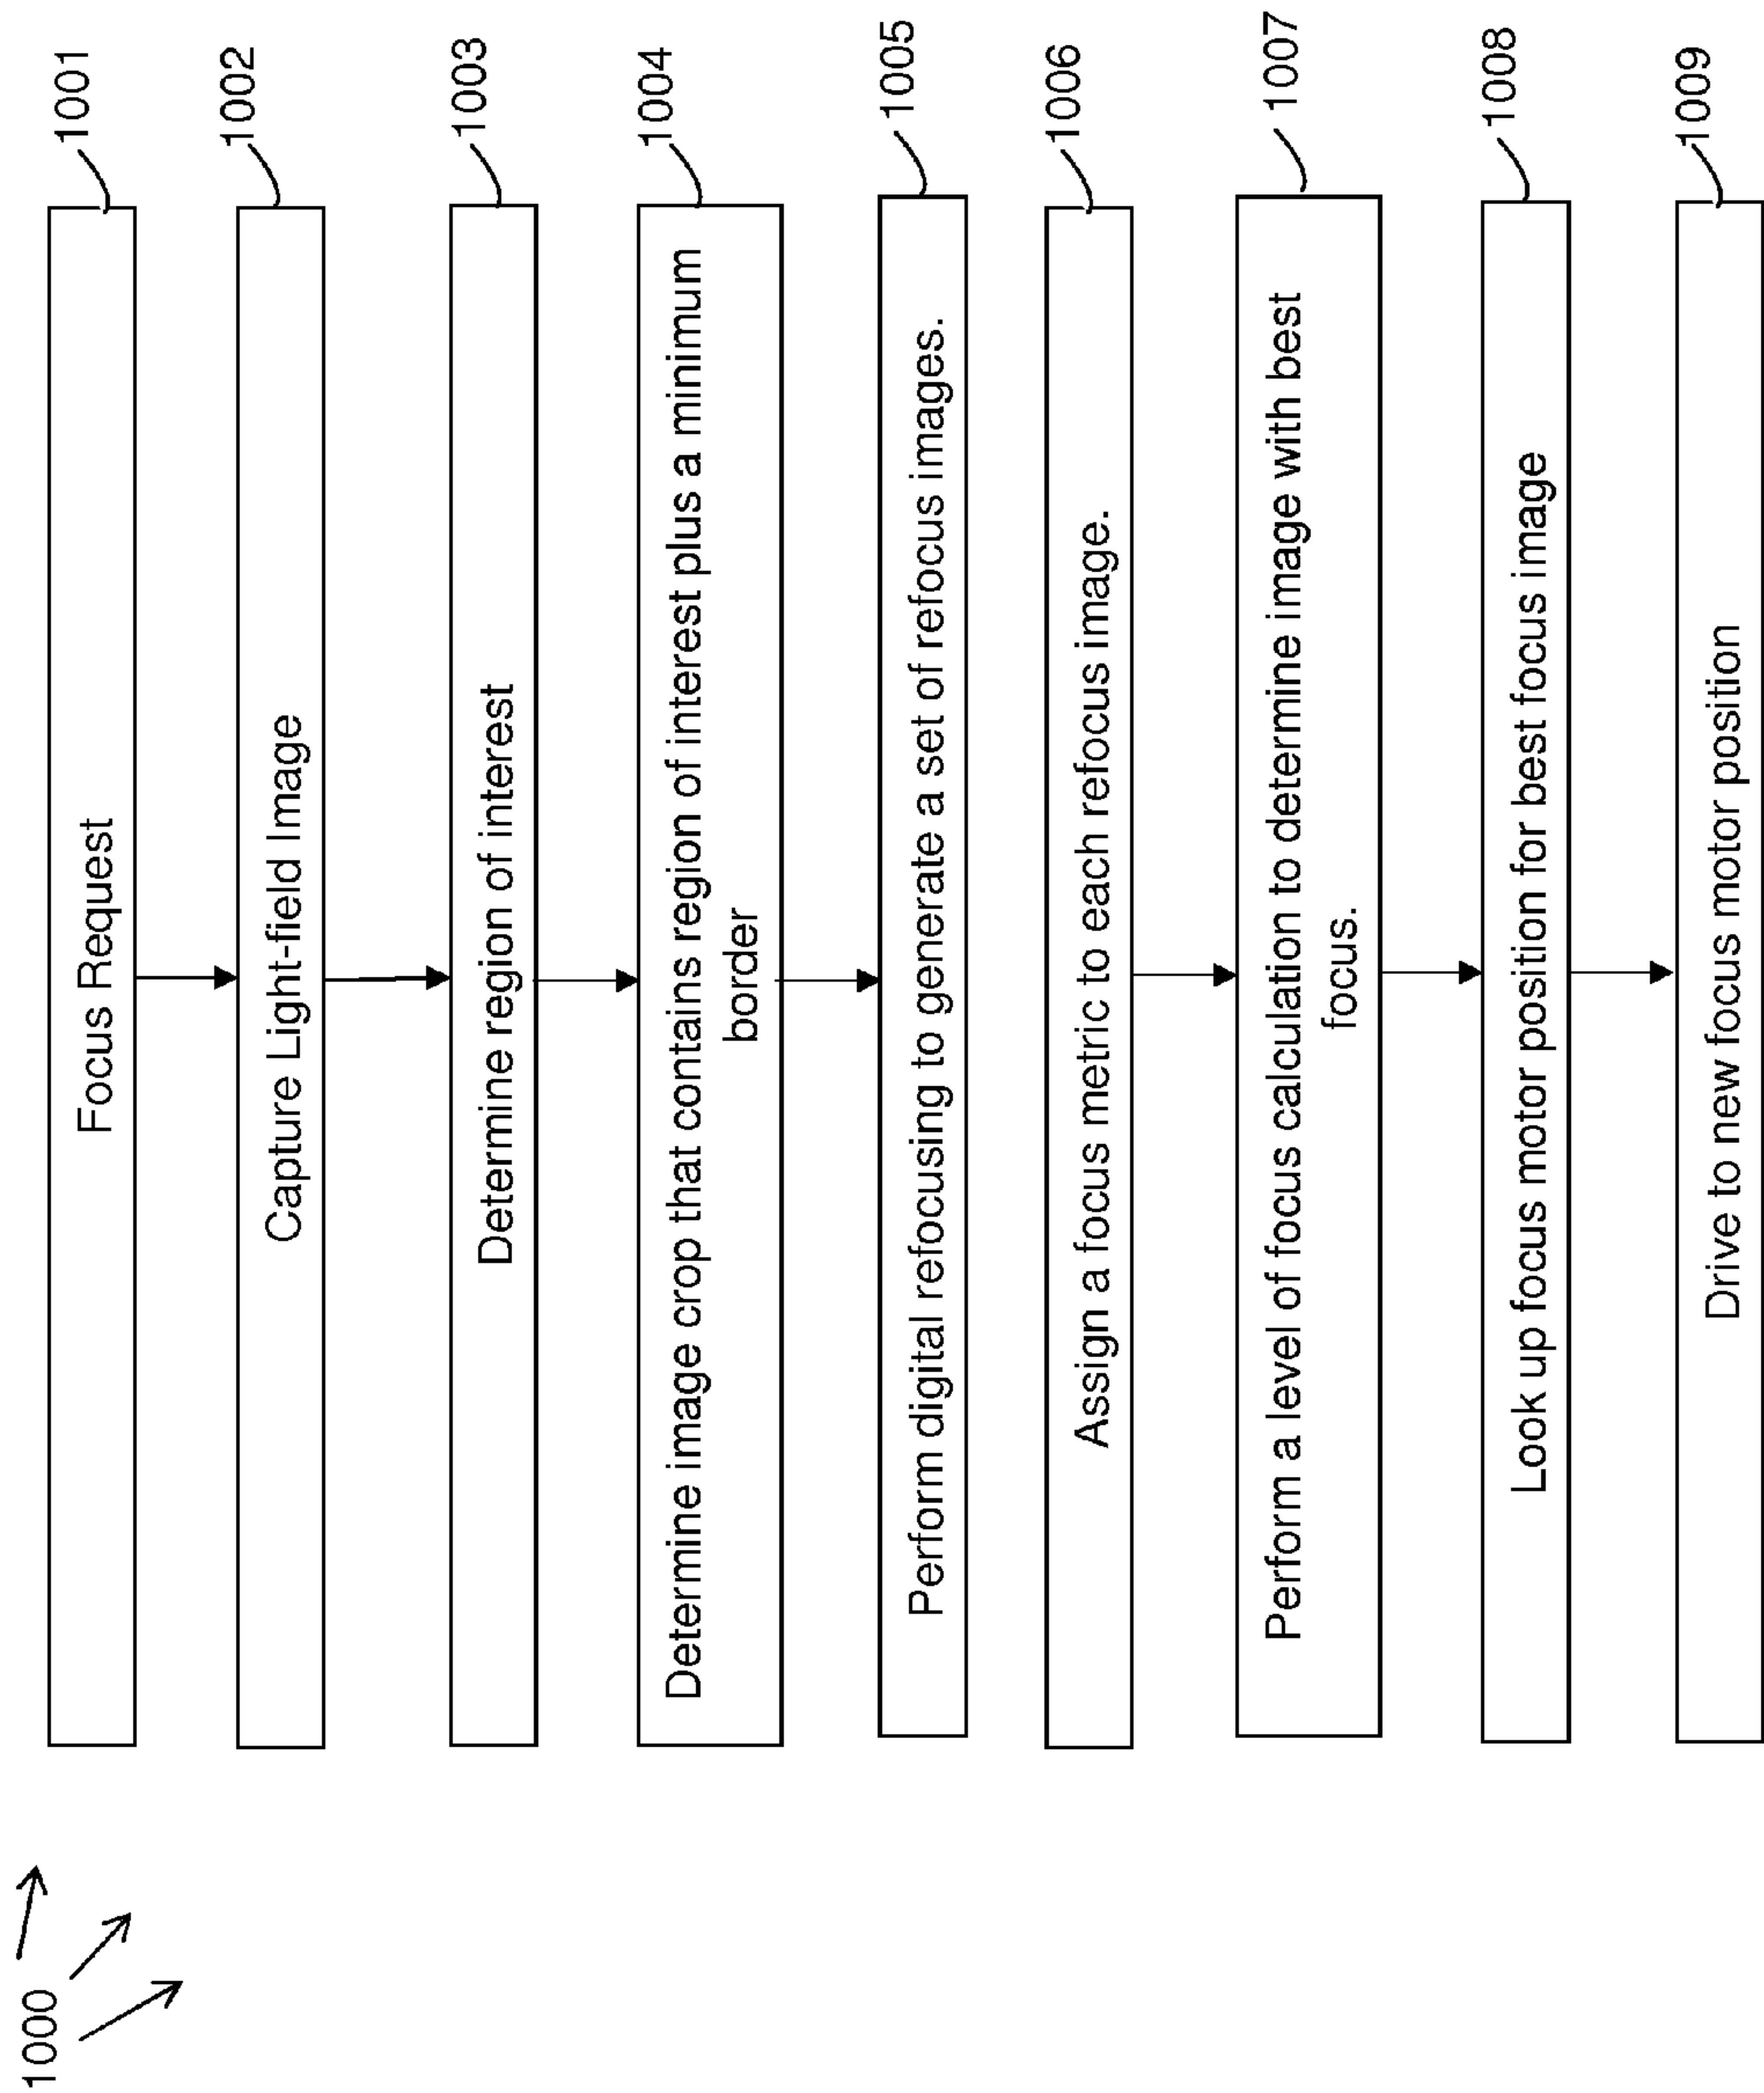 1000
Focus Request
1001
Capture Light-field Image
1002
Determine region of interest
1003
Determine image crop that contains region of interest plus a minimum
border
1004
Perform digital refocusing to generate a set of refocus images.
1005
Assign a focus metric to each refocus image.
1006
Perform a level of focus calculation to determine image with best
focus.
1007
Look up focus motor position for best focus image
1008
Drive to new focus motor position
1009